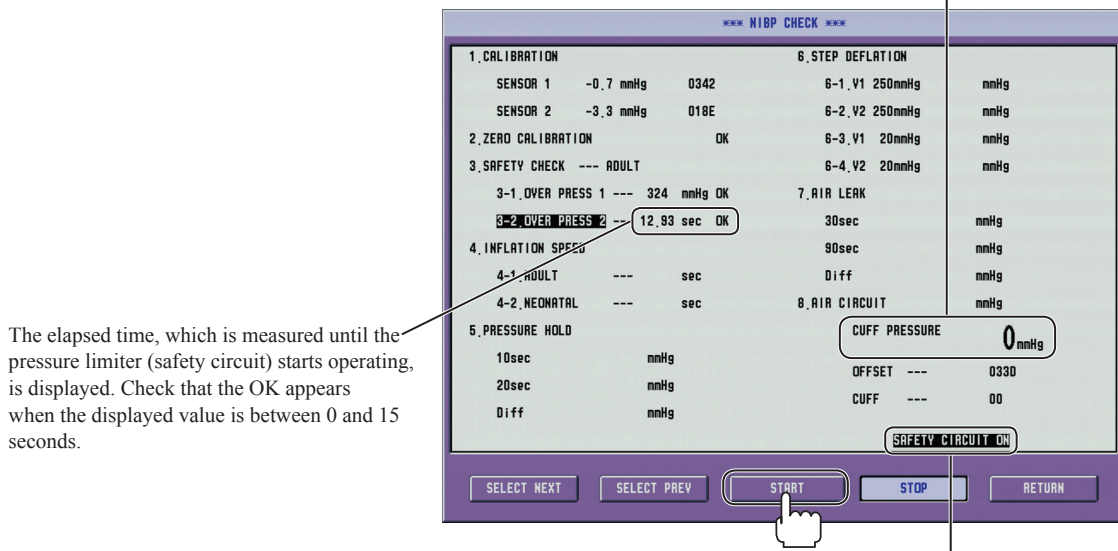 *** NIBP CHECK ***
1.CALIBRATION
SENSOR 1 -0.7 mmHg 0342
SENSOR 2 -3.3 mmHg 018E
2.ZERO CALIBRATION OK
3.SAFETY CHECK --- ADULT
3-1.OVER PRESS 1 --- 324 mmHg OK
3-2.OVER PRESS 2 -- 12.93 sec OK
4.INFLATION SPEED
4-1.ADULT --- sec
4-2.NEONATAL --- sec
5.PRESSURE HOLD
10sec mmHg
20sec mmHg
Diff mmHg
6.STEP DEFLATION
6-1.V1 250mmHg mmHg
6-2.V2 250mmHg mmHg
6-3.V1 20mmHg mmHg
6-4.V2 20mmHg mmHg
7.AIR LEAK
30sec mmHg
90sec mmHg
Diff mmHg
8.AIR CIRCUIT mmHg
CUFF PRESSURE 0mmHg
OFFSET --- 033D
CUFF --- 00
SAFETY CIRCUIT ON
SELECT NEXT SELECT PREV START STOP RETURN
The elapsed time, which is measured until the
pressure limiter (safety circuit) starts operating,
is displayed. Check that the OK appears
when the displayed value is between 0 and 15
seconds.